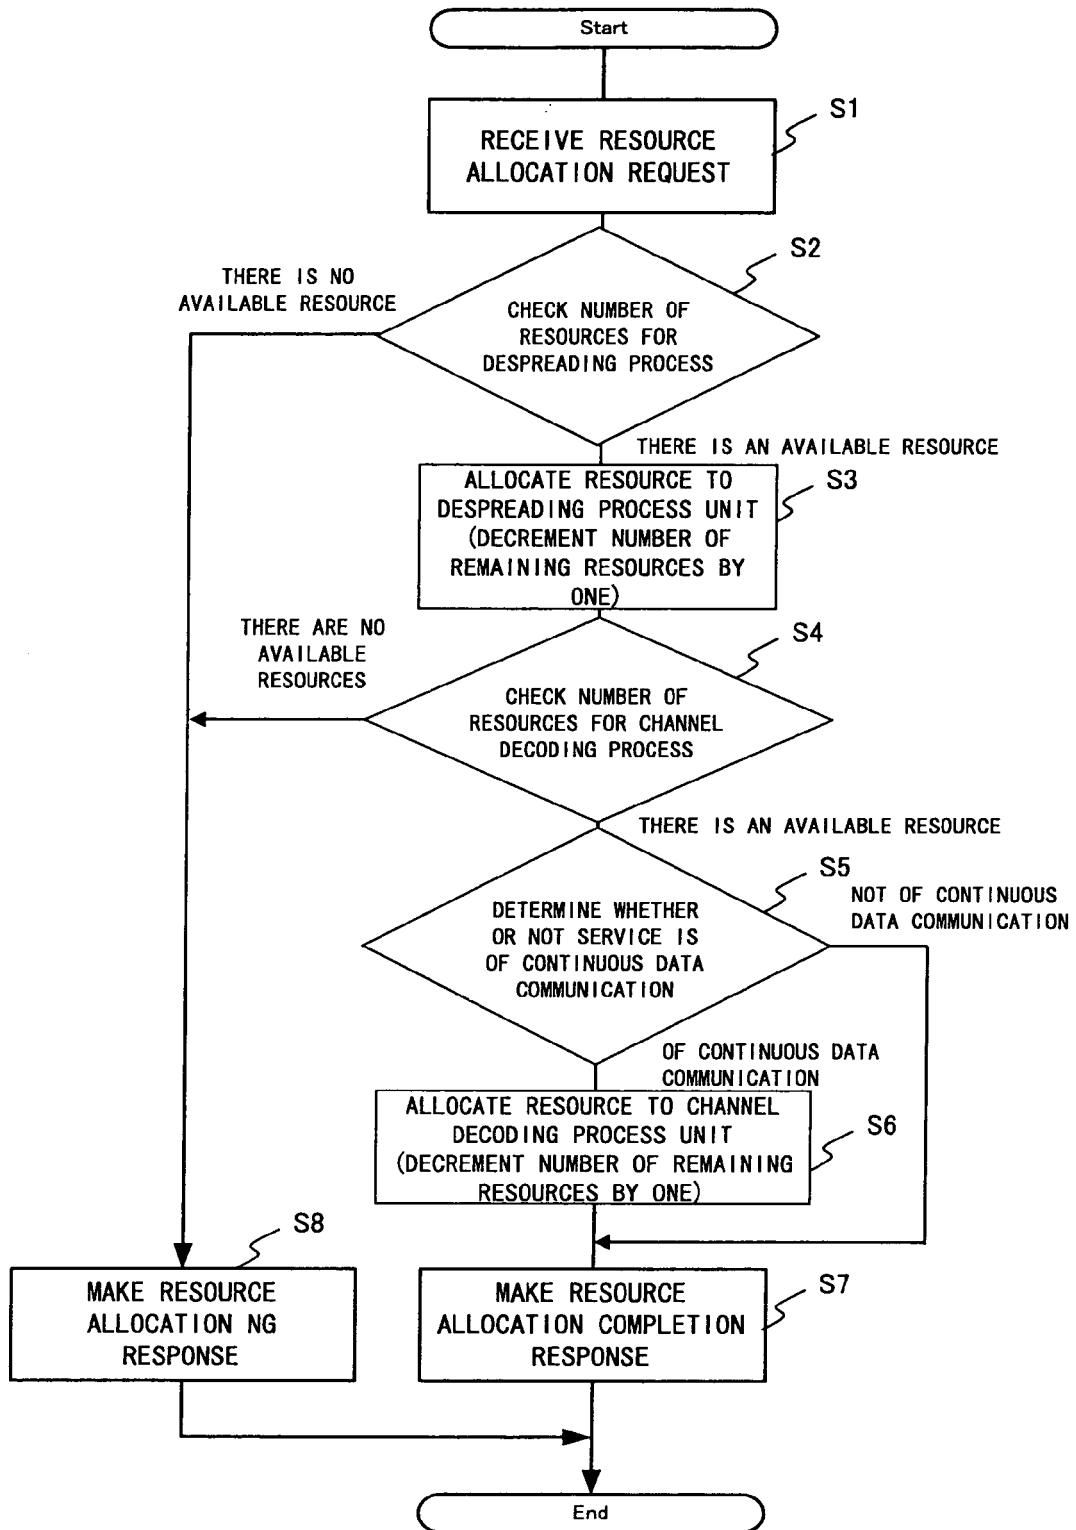 Start
RECEIVE RESOURCE
ALLOCATION REQUEST
S1
S2
THERE IS NO
AVAILABLE RESOURCE
CHECK NUMBER OF
RESOURCES FOR
DESPREADING PROCESS
THERE IS AN AVAILABLE RESOURCE
S3
ALLOCATE RESOURCE TO
DESPREADING PROCESS UNIT
(DECREMENT NUMBER OF
REMAINING RESOURCES BY
ONE)
THERE ARE NO
AVAILABLE
RESOURCES
S4
CHECK NUMBER OF
RESOURCES FOR CHANNEL
DECODING PROCESS
THERE IS AN AVAILABLE RESOURCE
S5
NOT OF CONTINUOUS
DATA COMMUNICATION
DETERMINE WHETHER
OR NOT SERVICE IS
OF CONTINUOUS DATA
COMMUNICATION
OF CONTINUOUS DATA
COMMUNICATION
ALLOCATE RESOURCE TO CHANNEL
DECODING PROCESS UNIT
(DECREMENT NUMBER OF REMAINING
RESOURCES BY ONE)
S6
S8
MAKE RESOURCE
ALLOCATION NG
RESPONSE
S7
MAKE RESOURCE
ALLOCATION COMPLETION
RESPONSE
End